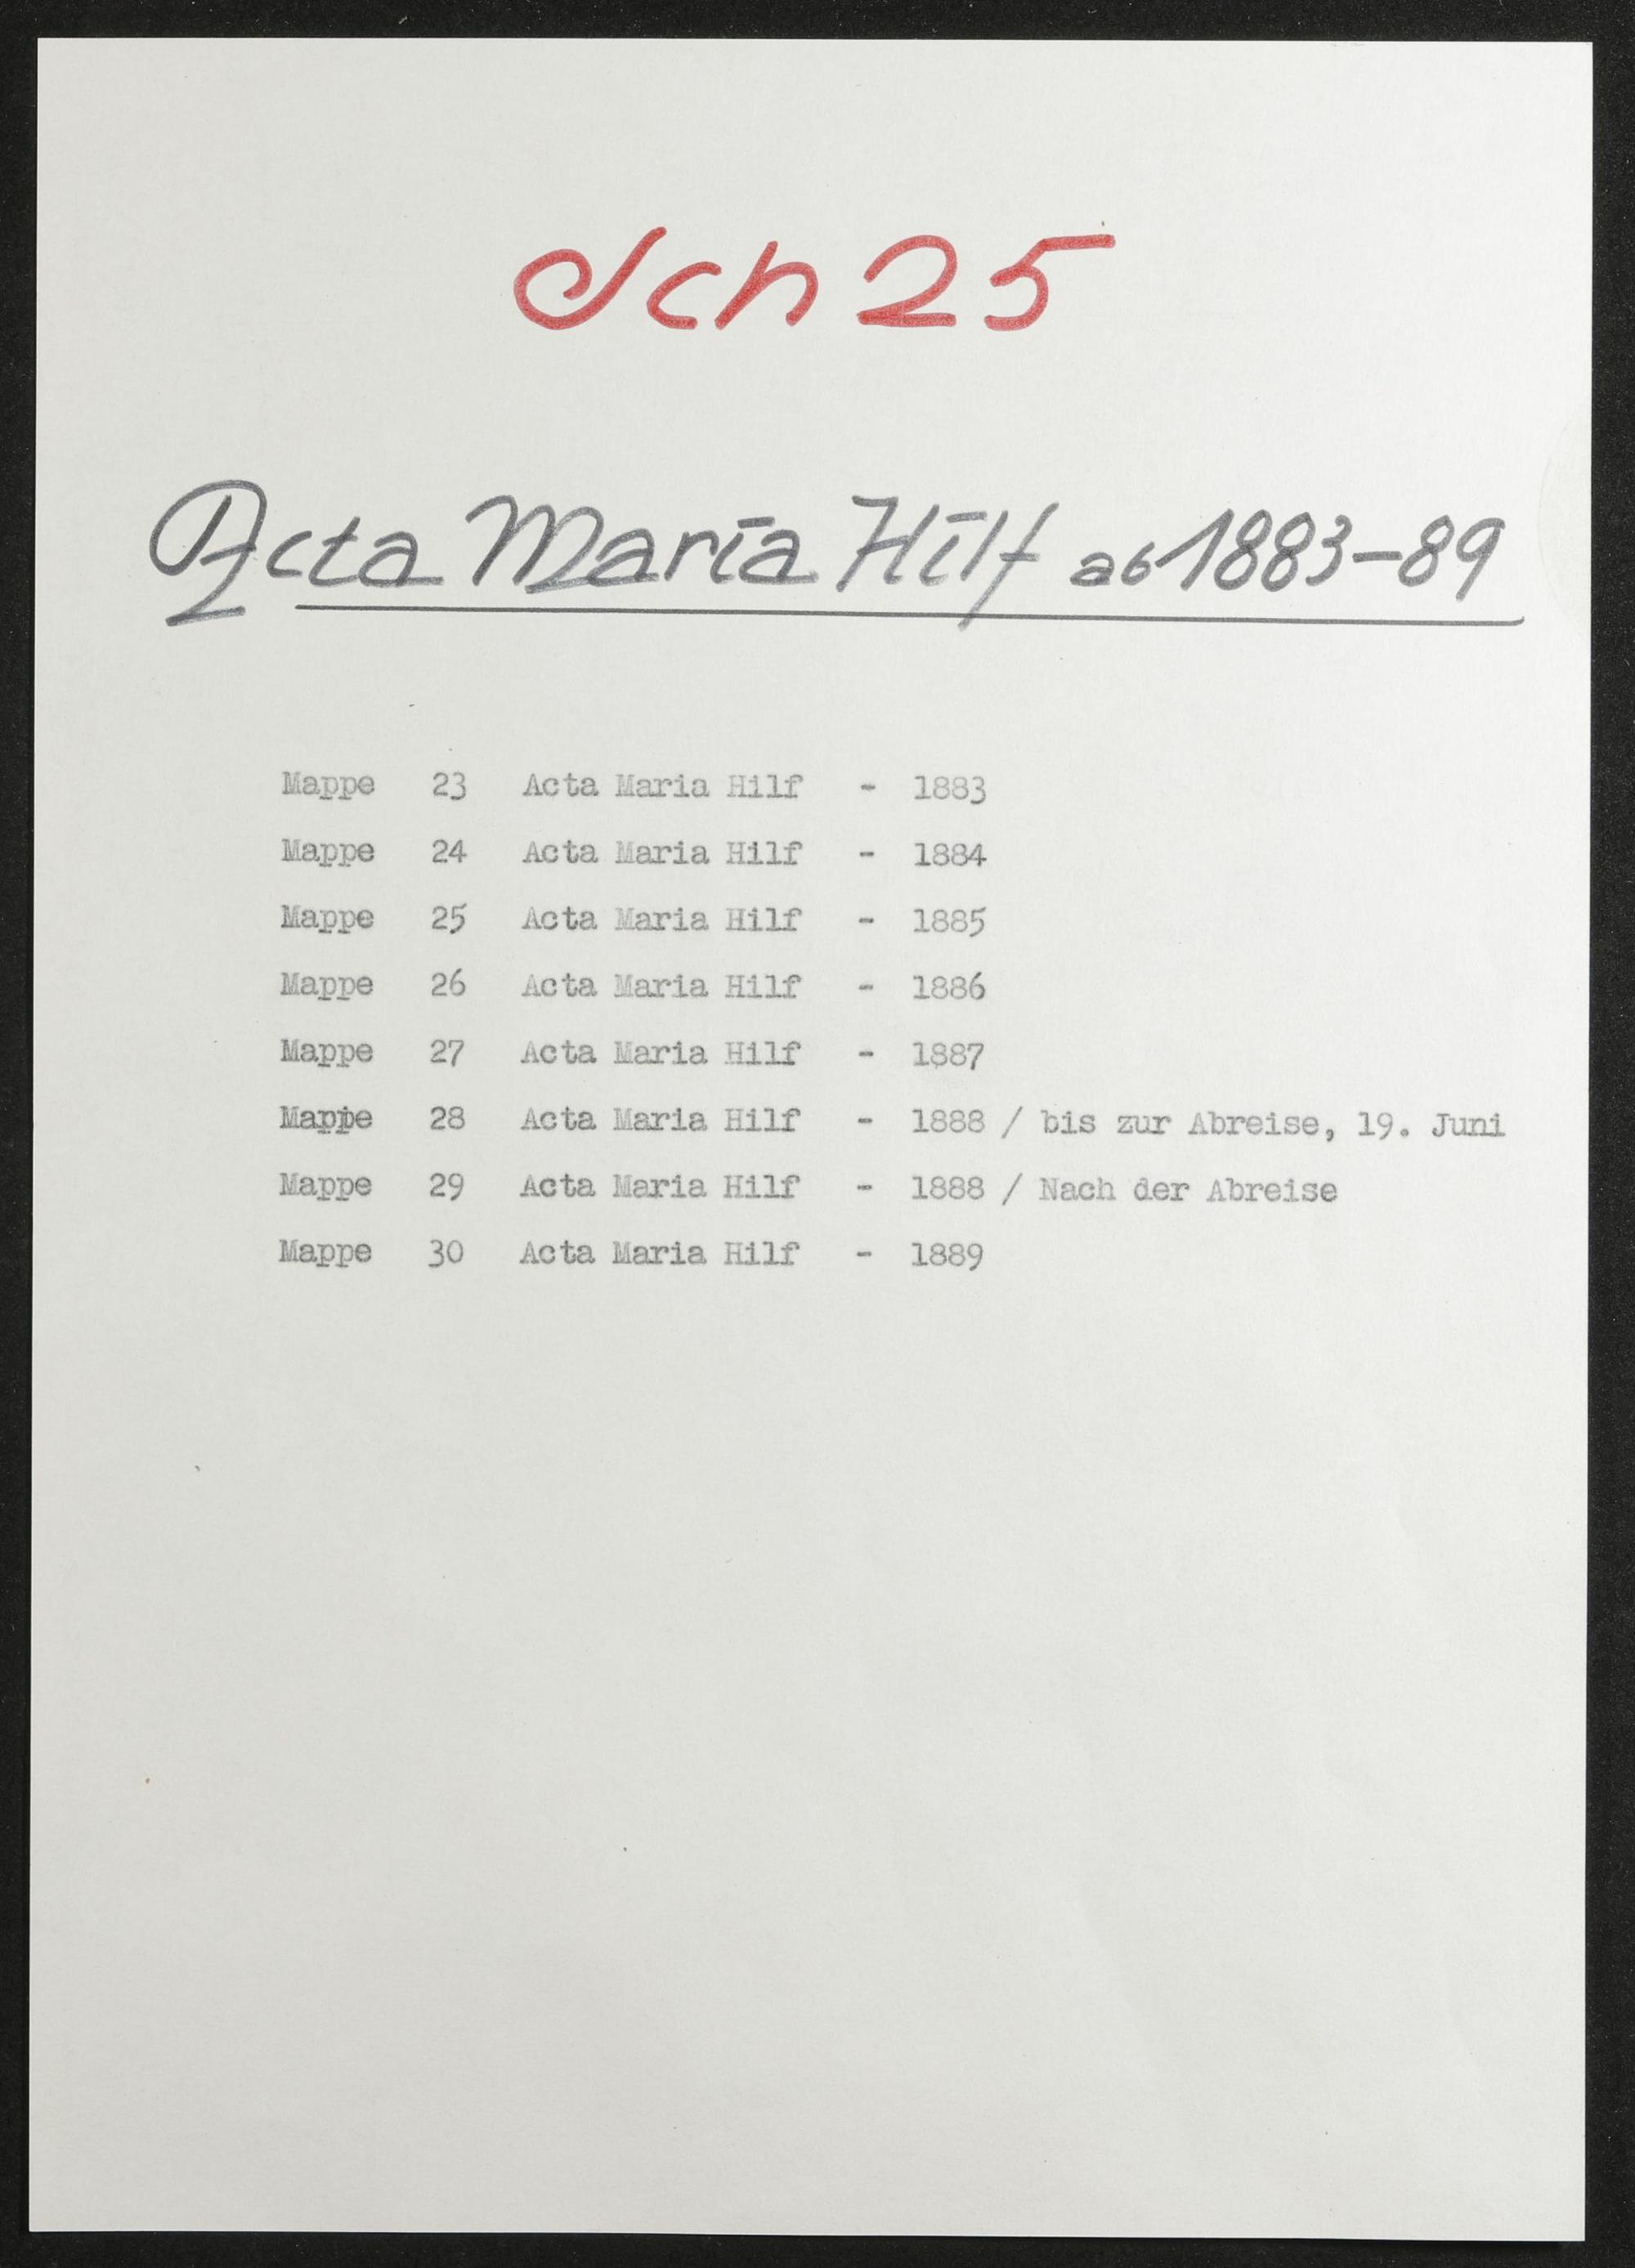 Sch 25
Acta Maria Hilf ab 1883-89
Mappe 23 Acta Maria Hilf - 1883
Mappe 24 Acta Maria Hilf - 1884
Mappe 25 Acta Maria Hilf - 1885
Mappe 26 Acta Maria Hilf - 1886
Mappe 27 Acta Maria Hilf - 1887
Mappe 28 Acta Maria Hilf - 1888 / bis zur Abreise, 19. Juni
Mappe 29 Acta Maria Hilf - 1888 / Nach der Abreise
Mappe 30 Acta Maria Hilf - 1889